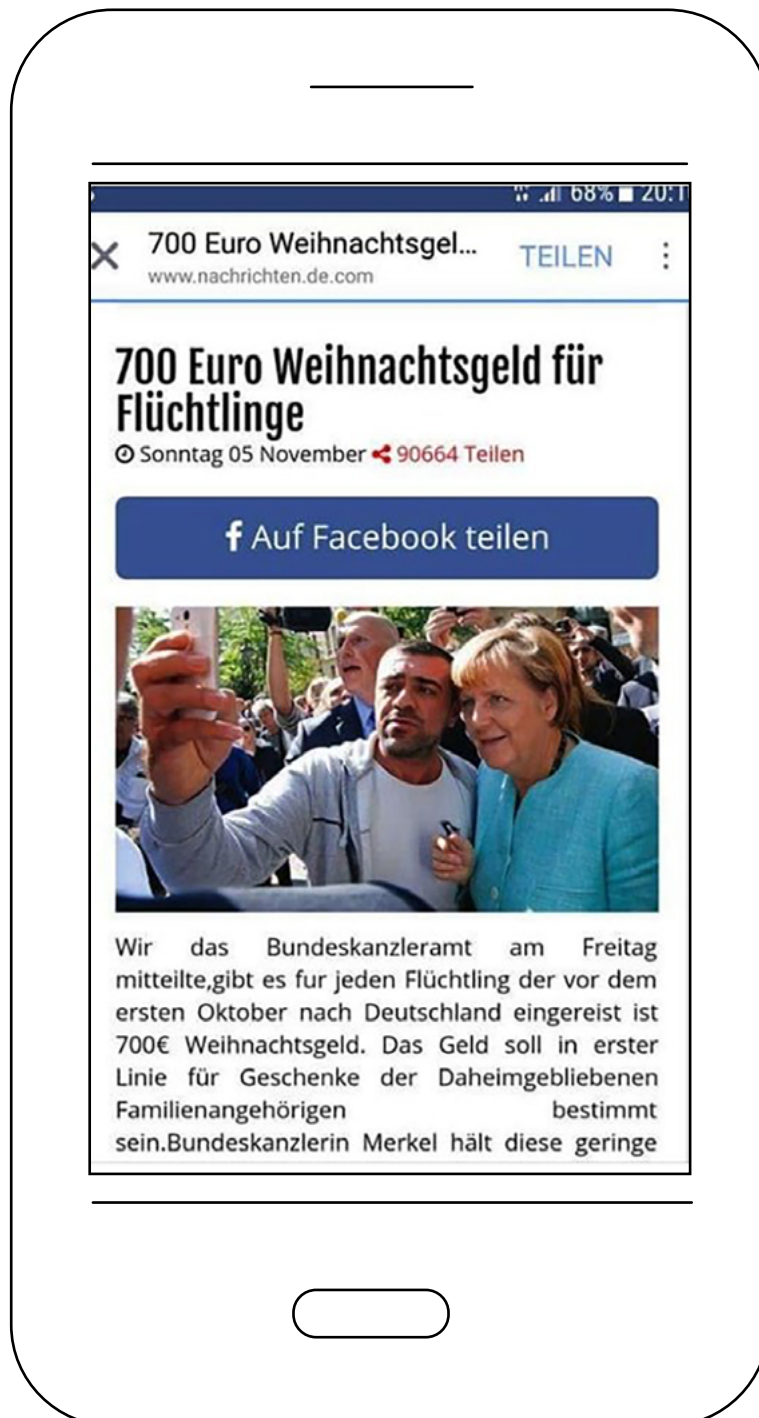 68% 20:1
700 Euro Weihnachtsgel... TEILEN
www.nachrichten.de.com
700 Euro Weihnachtsgeld für
Flüchtlinge
Sonntag 05 November 90664 Teilen
f Auf Facebook teilen
Wir das Bundeskanzleramt am Freitag
mitteilte,gibt es fur jeden Flüchtling der vor dem
ersten Oktober nach Deutschland eingereist ist
700€ Weihnachtsgeld. Das Geld soll in erster
Linie für Geschenke der Daheimgebliebenen
Familienangehörigen bestimmt
sein.Bundeskanzlerin Merkel hält diese geringe